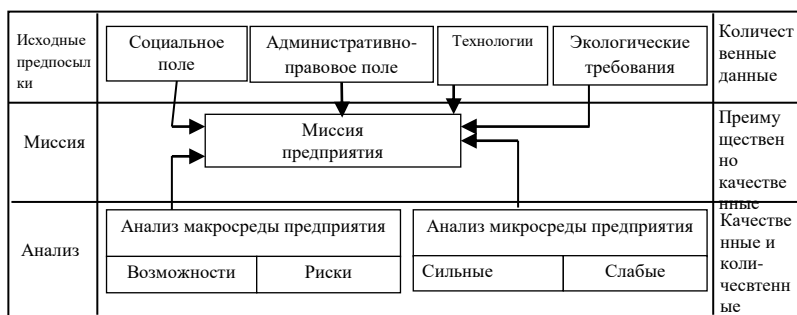 Исходные
предпосыл
ки
Социальное
поле
Административно-
правовое поле
Технологии
Экологические
требования
Количест
венные
данные
Миссия
Миссия
предприятия
Преиму
ществен
но
качестве
нные
Анализ
Анализ макросреды предприятия
Возможности
Риски
Анализ микросреды предприятия
Сильные
Слабые
Качестве
нные и
коли-
чесвтенн
ые